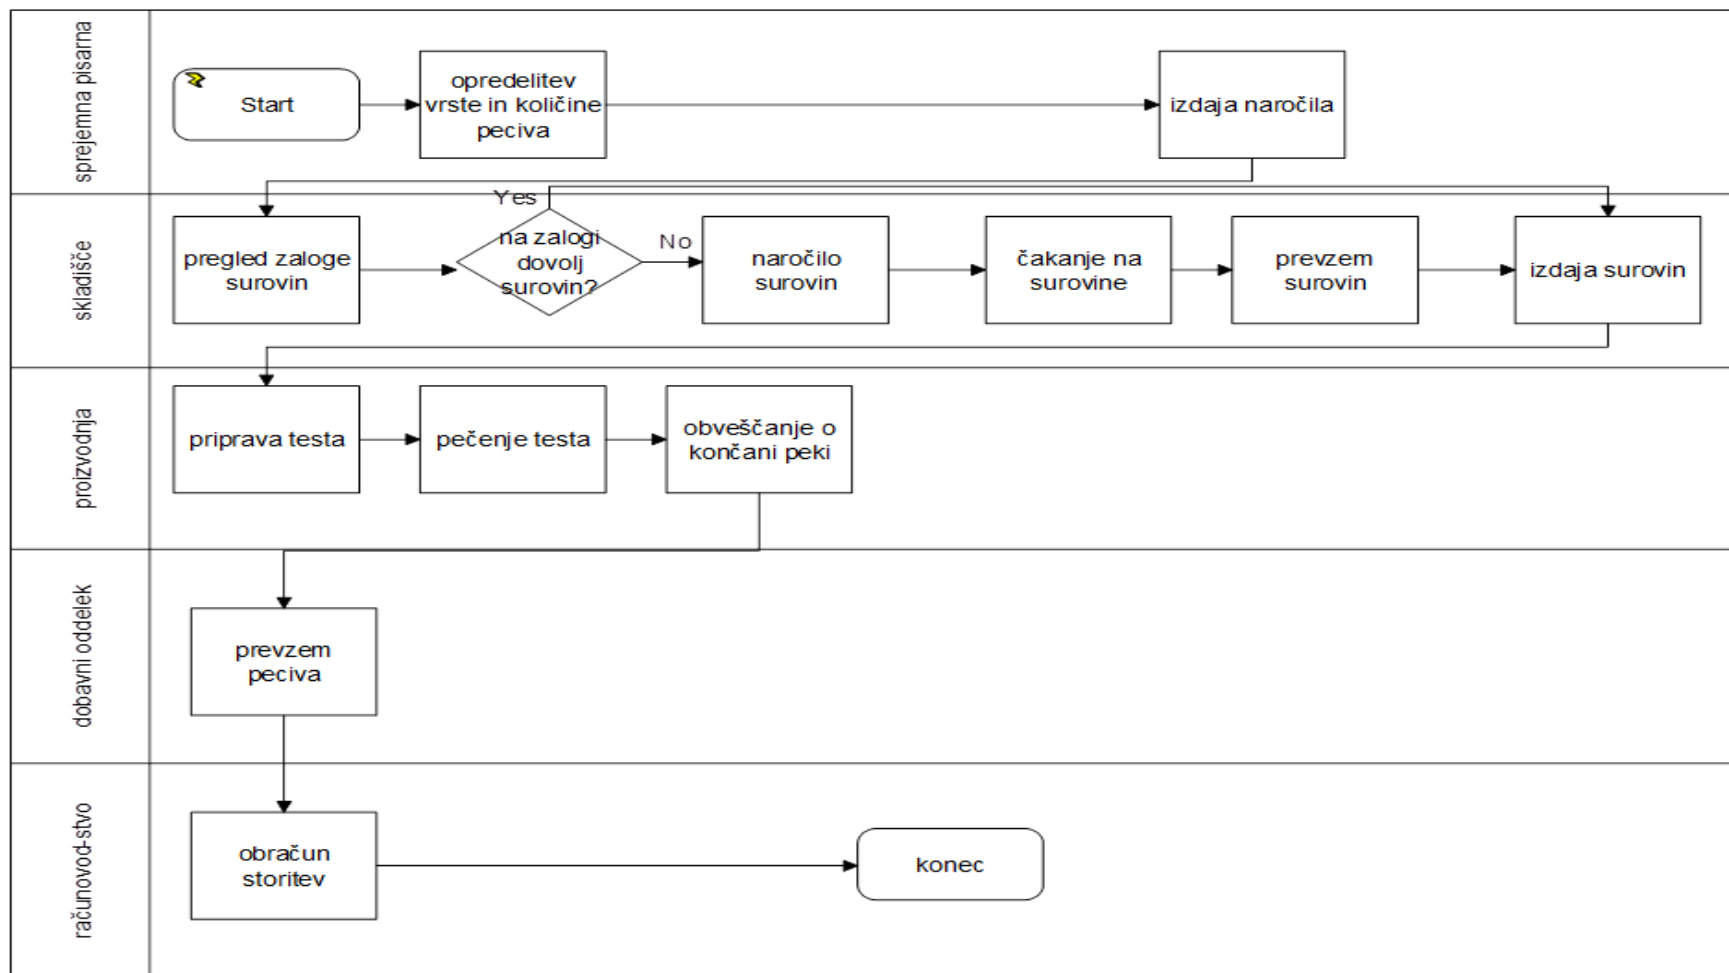 sprejemna pisarna
Start
opredelitev
vrste in količine
peciva
izdaja naročila
skladišče
pregled zaloge
surovin
Yes
na zalogi
dovolj
surovin?
No
naročilo
surovin
čakanje na
surovine
prevzem
surovin
izdaja surovin
proizvodnja
priprava testa
pečenje testa
obveščanje o
končani peki
dobavni oddelek
prevzem
peciva
računovod-stvo
obračun
storitev
konec